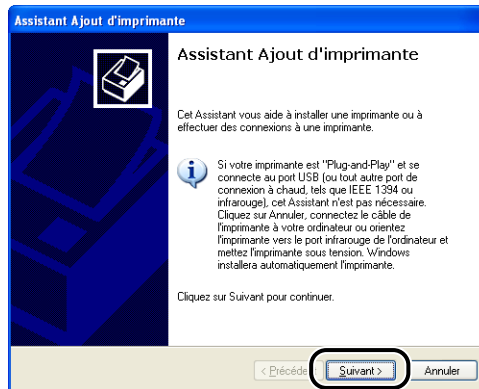 Assistant Ajout d'imprimante
Assistant Ajout d'imprimante
Cet Assistant vous aide à installer une imprimante ou à
effectuer des connexions à une imprimante.
Si votre imprimante est "Plug-and-Play" et se
connecte au port USB (ou tout autre port de
connexion à chaud, tels que IEEE 1394 ou
infrarouge), cet Assistant n'est pas nécessaire.
Cliquez sur Annuler, connectez le câble de
l'imprimante à votre ordinateur ou orientez
l'imprimante vers le port infrarouge de l'ordinateur et
mettez l'imprimante sous tension. Windows
installera automatiquement l'imprimante.
Cliquez sur Suivant pour continuer.
< Précéde Suivant > Annuler